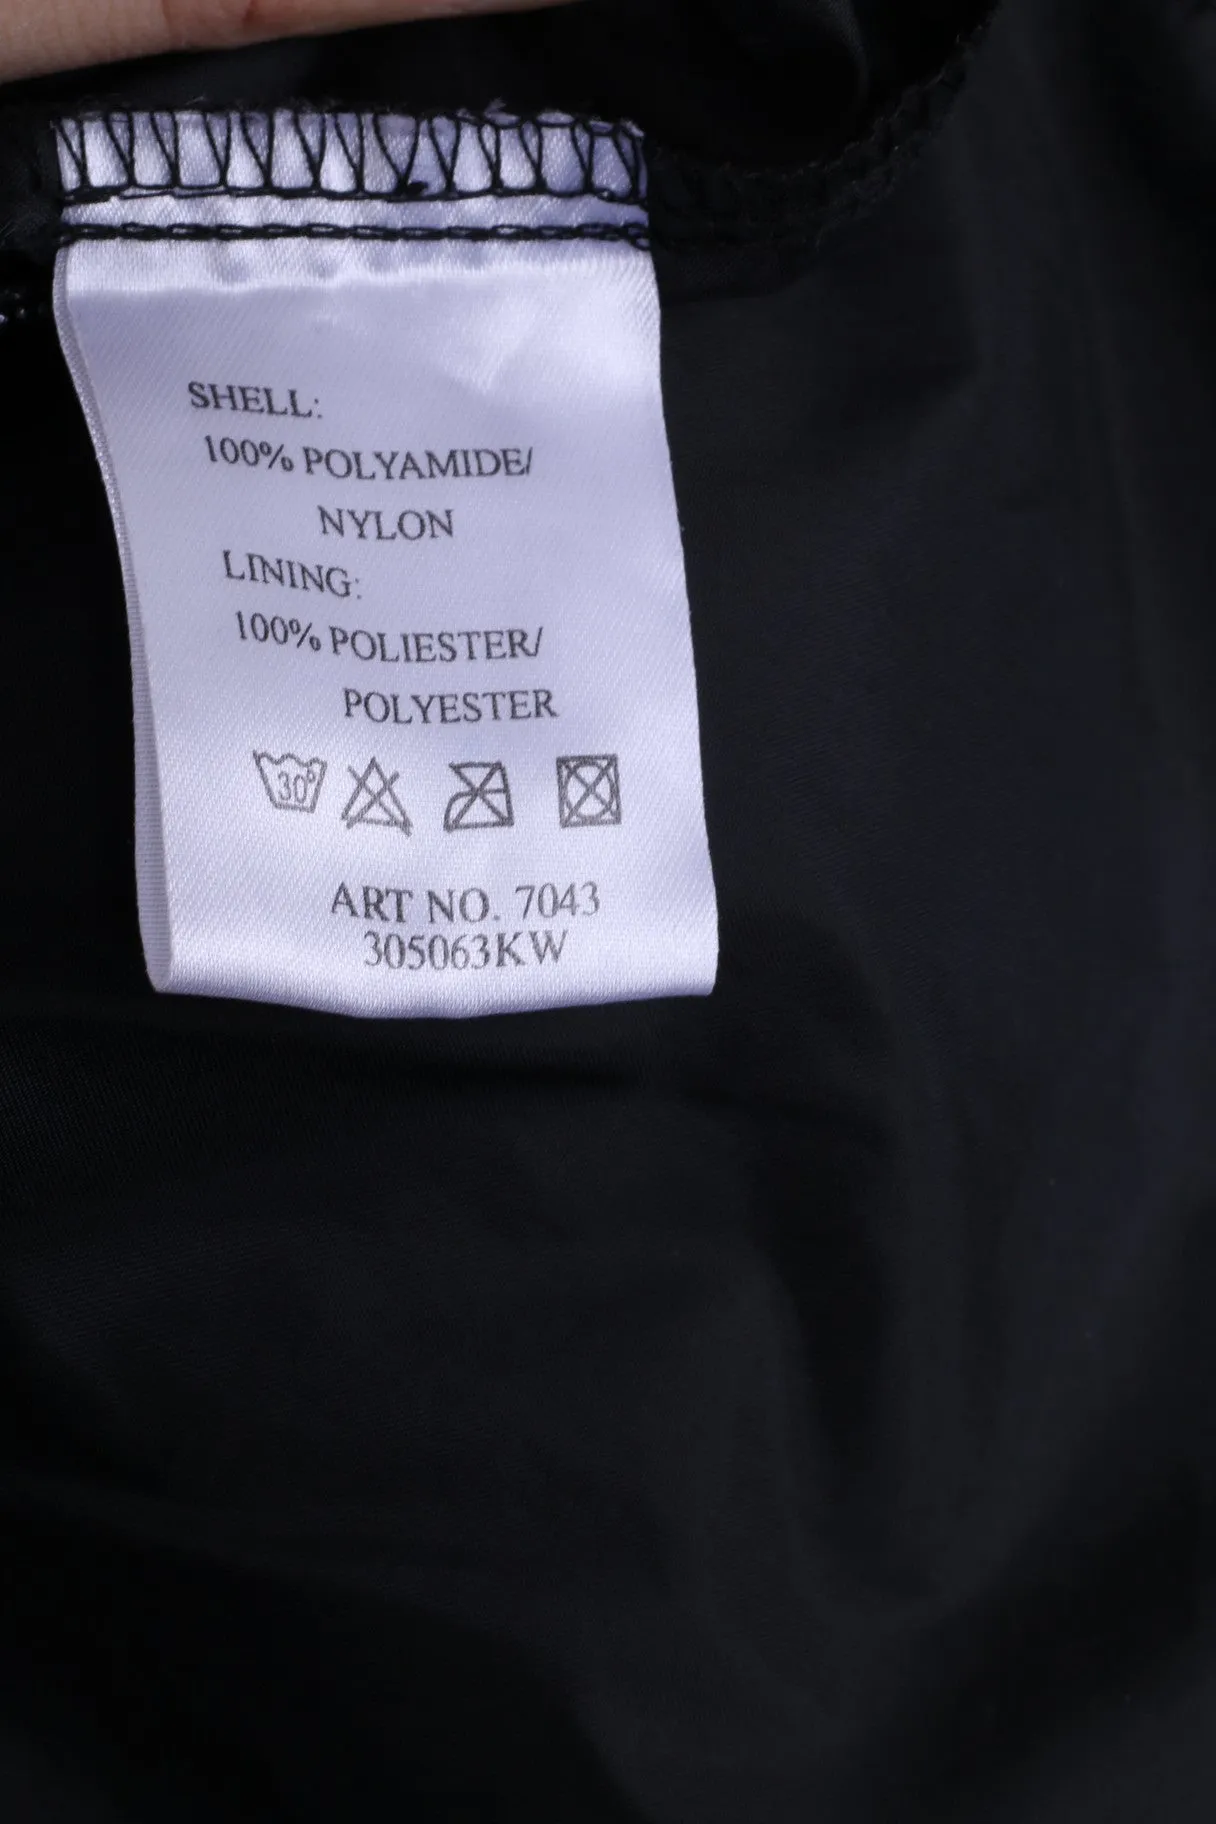 SHELL:
100% POLYAMIDE/
NYLON
LINING:
100% POLIESTER/
POLYESTER
30°
ART NO. 7043
305063KW